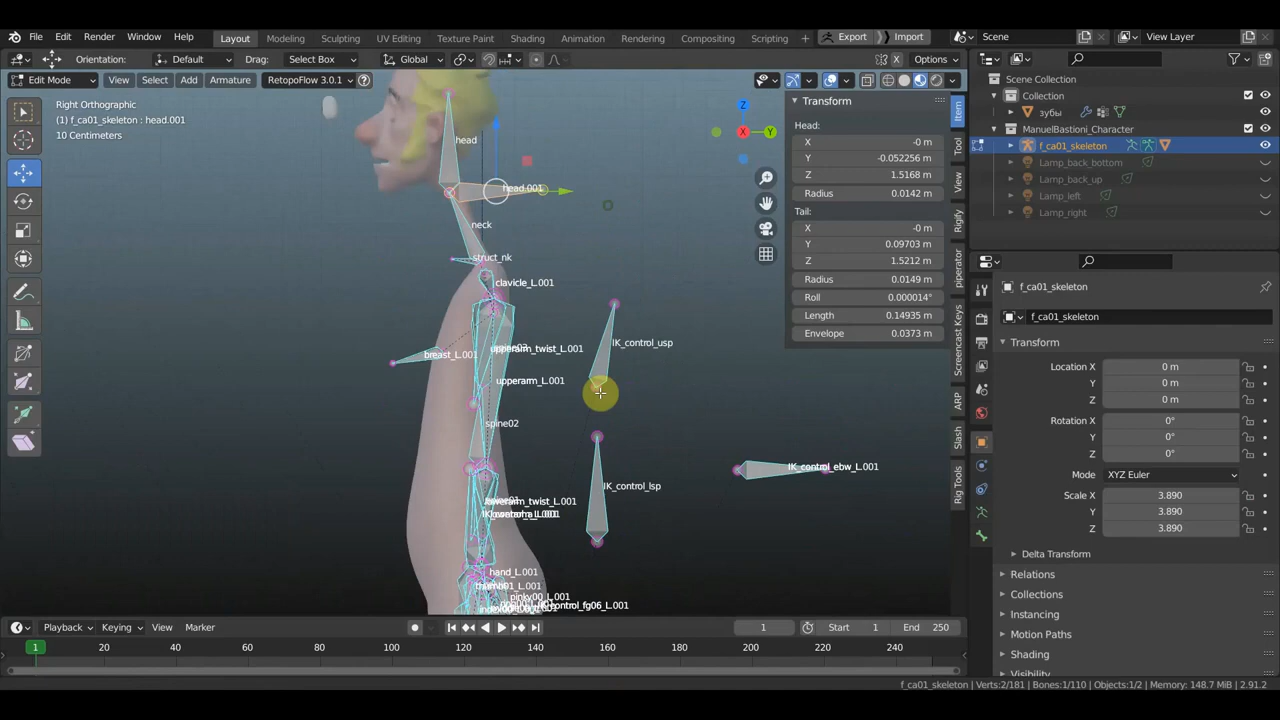 File Edit Render Window Help Layout Modeling Sculpting UV Editing Texture Paint Shading Animation Rendering Compositing Scripting + Export Import Scene View Layer
Orientation: Default Drag: Select Box Global Options
Edit Mode View Select Add Armature RetopoFlow 3.0.1
Right Orthographic
(1) f_ca01_skeleton : head.001
10 Centimeters
head
head.001
neck
struct_nk
clavicle_L.001
upperarm_twist_L.001
breast_L.001
upperarm_L.001
spine02
IK_control_usp
IK_control_lsp
IK_control_ebw_L.001
hand_L.001
pinky00_L.001
Transform
Head:
X -0 m
Y -0.052256 m
Z 1.5168 m
Radius 0.0142 m
Tail:
X -0 m
Y 0.09703 m
Z 1.5212 m
Radius 0.0149 m
Roll 0.000014°
Length 0.14935 m
Envelope 0.0373 m
Item
Tool
View
Rigify
piperator
Screencast Keys
ARP
Slash
Rig Tools
Scene Collection
Collection
зубы
ManuelBastioni_Character
f_ca01_skeleton
Lamp_back_bottom
Lamp_back_up
Lamp_left
Lamp_right
f_ca01_skeleton
f_ca01_skeleton
Transform
Location X 0 m
Y 0 m
Z 0 m
Rotation X 0°
Y 0°
Z 0°
Mode XYZ Euler
Scale X 3.890
Y 3.890
Z 3.890
Delta Transform
Relations
Collections
Instancing
Motion Paths
Shading
Visibility
Playback Keying View Marker 1 Start 1 End 250
1 20 40 60 80 100 120 140 160 180 200 220 240
f_ca01_skeleton | Verts:2/181 | Bones:1/110 | Objects:1/2 | Memory: 148.7 MiB | 2.91.2